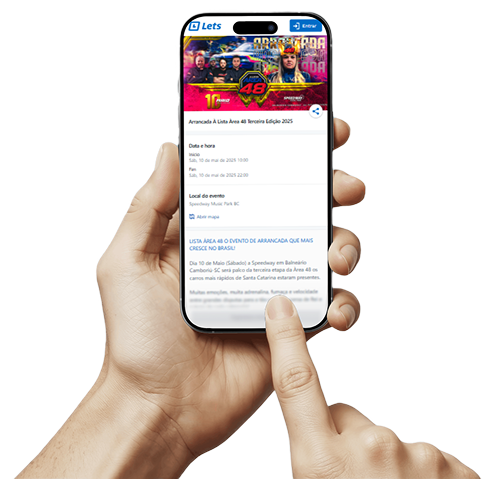 Lets
Entrar
ARRANCADA
48
SPEEDWAY
Arrancada À Lista Área 48 Terceira Edição 2025
Data e hora
Início
Sáb, 10 de mai de 2025 10:00
Fim
Sáb, 10 de mai de 2025 22:00
Local do evento
Speedway Music Park BC
Abrir mapa
LISTA ÁREA 48 O EVENTO DE ARRANCADA QUE MAIS
CRESCE NO BRASIL!
Dia 10 de Maio (Sábado) a Speedway em Balneário
Camboriú SC será palco da terceira etapa da Área 48 os
carros mais rápidos de Santa Catarina estaram presentes.
Muitas emoções, muita adrenalina, fumaça e velocidade